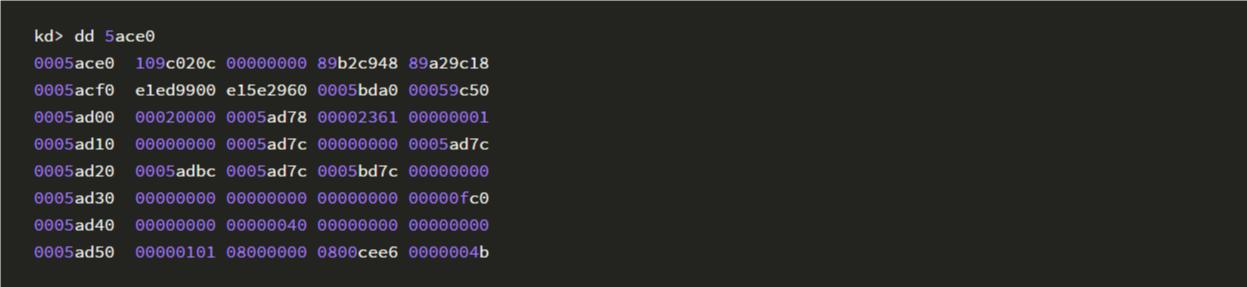 kd> dd 5ace0
0005ace0  109c020c 00000000 89b2c948 89a29c18
0005acf0  e1ed9900 e15e2960 0005bda0 00059c50
0005ad00  00020000 0005ad78 00002361 00000001
0005ad10  00000000 0005ad7c 00000000 0005ad7c
0005ad20  0005adbc 0005ad7c 0005bd7c 00000000
0005ad30  00000000 00000000 00000000 00000fc0
0005ad40  00000000 00000040 00000000 00000000
0005ad50  00000101 08000000 0800cee6 0000004b